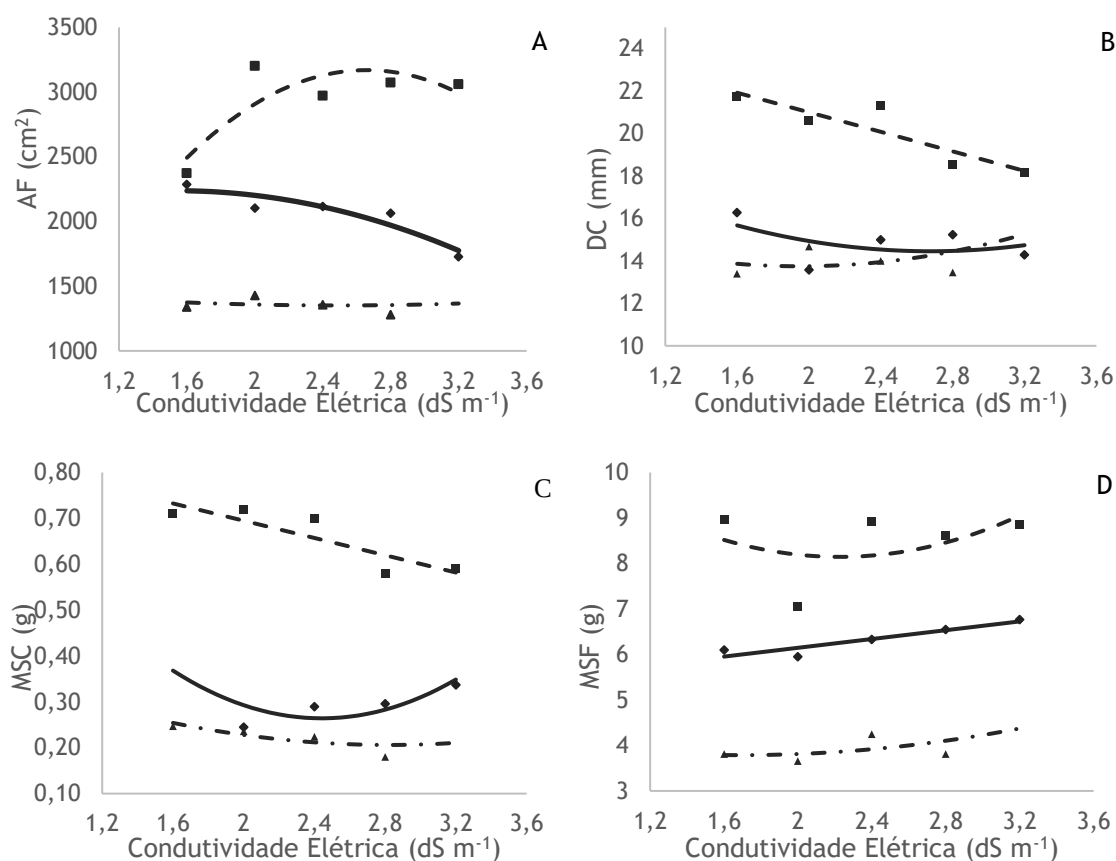 A
3500
3000
2500
2000
1500
1000
AF (cm²)
1,2 1,6 2 2,4 2,8 3,2 3,6
Condutividade Elétrica (dS m⁻¹)
B
24
22
20
18
16
14
12
10
DC (mm)
1,2 1,6 2 2,4 2,8 3,2 3,6
Condutividade Elétrica (dS m⁻¹)
C
0,80
0,70
0,60
0,50
0,40
0,30
0,20
0,10
MSC (g)
1,2 1,6 2 2,4 2,8 3,2 3,6
Condutividade Elétrica (dS m⁻¹)
D
10
9
8
7
6
5
4
3
MSF (g)
1,2 1,6 2 2,4 2,8 3,2 3,6
Condutividade Elétrica (dS m⁻¹)